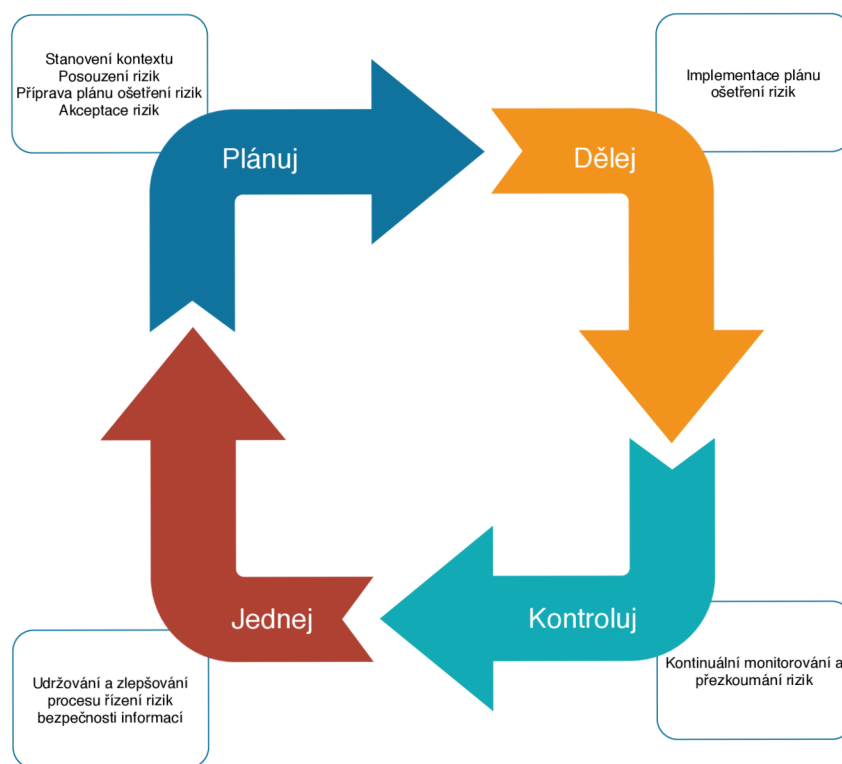 Stanovení kontextu
Posouzení rizik
Příprava plánu ošetření rizik
Akceptace rizik
Plánuj
Implementace plánu
ošetření rizik
Dělej
Kontroluj
Kontinuální monitorování a
přezkoumání rizik
Jednej
Udržování a zlepšování
procesu řízení rizik
bezpečnosti informací